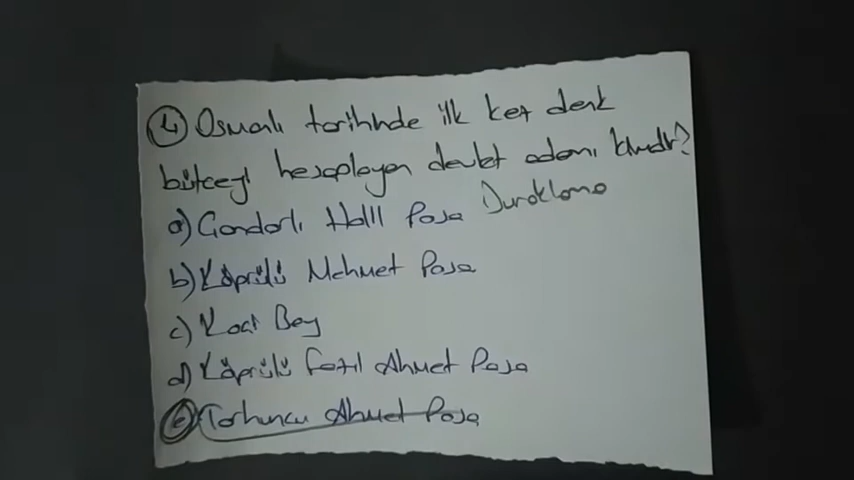 4 Osmanlı tarihinde ilk kez denk
bütçeyi hesaplayan devlet adamı kimdir?
Duraklama
a) Çandarlı Halil Paşa
b) Köprülü Mehmet Paşa
c) Koçi Bey
d) Köprülü Fazıl Ahmet Paşa
e) Tarhuncu Ahmet Paşa